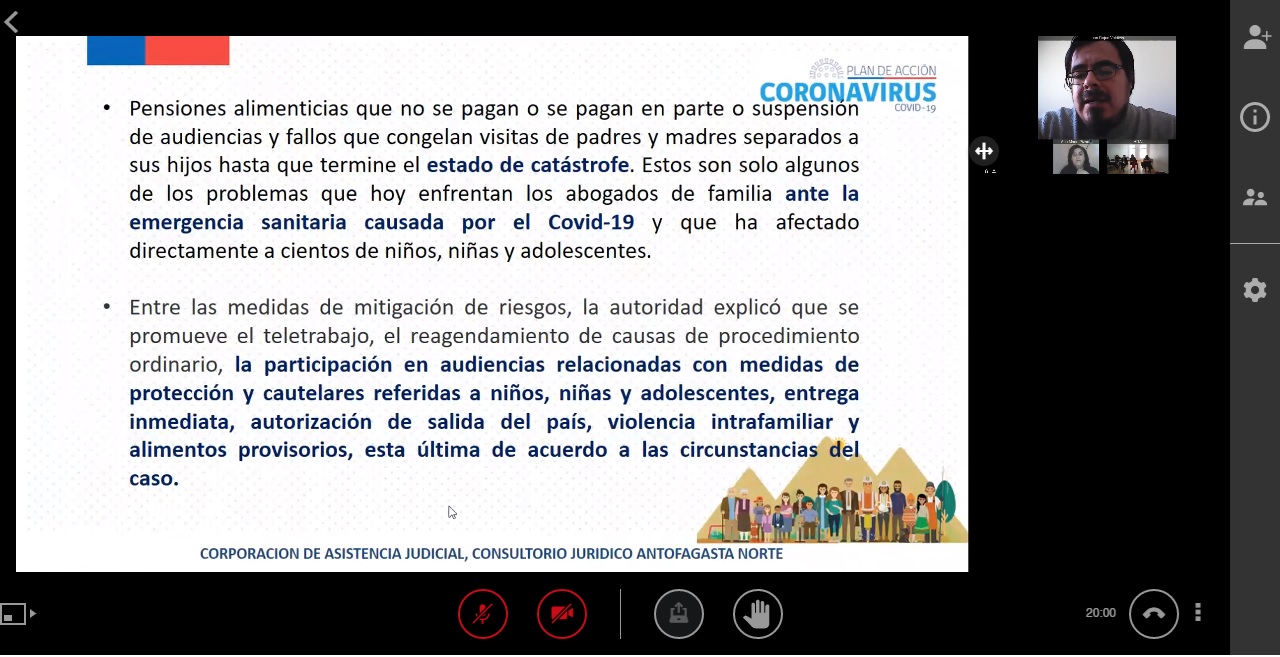 PLAN DE ACCIÓN
CORONAVIRUS
COVID-19
• Pensiones alimenticias que no se pagan o se pagan en parte o suspensión
de audiencias y fallos que congelan visitas de padres y madres separados a
sus hijos hasta que termine el estado de catástrofe. Estos son solo algunos
de los problemas que hoy enfrentan los abogados de familia ante la
emergencia sanitaria causada por el Covid-19 y que ha afectado
directamente a cientos de niños, niñas y adolescentes.
• Entre las medidas de mitigación de riesgos, la autoridad explicó que se
promueve el teletrabajo, el reagendamiento de causas de procedimiento
ordinario, la participación en audiencias relacionadas con medidas de
protección y cautelares referidas a niños, niñas y adolescentes, entrega
inmediata, autorización de salida del país, violencia intrafamiliar y
alimentos provisorios, esta última de acuerdo a las circunstancias del
caso.
CORPORACION DE ASISTENCIA JUDICIAL, CONSULTORIO JURIDICO ANTOFAGASTA NORTE
20:00